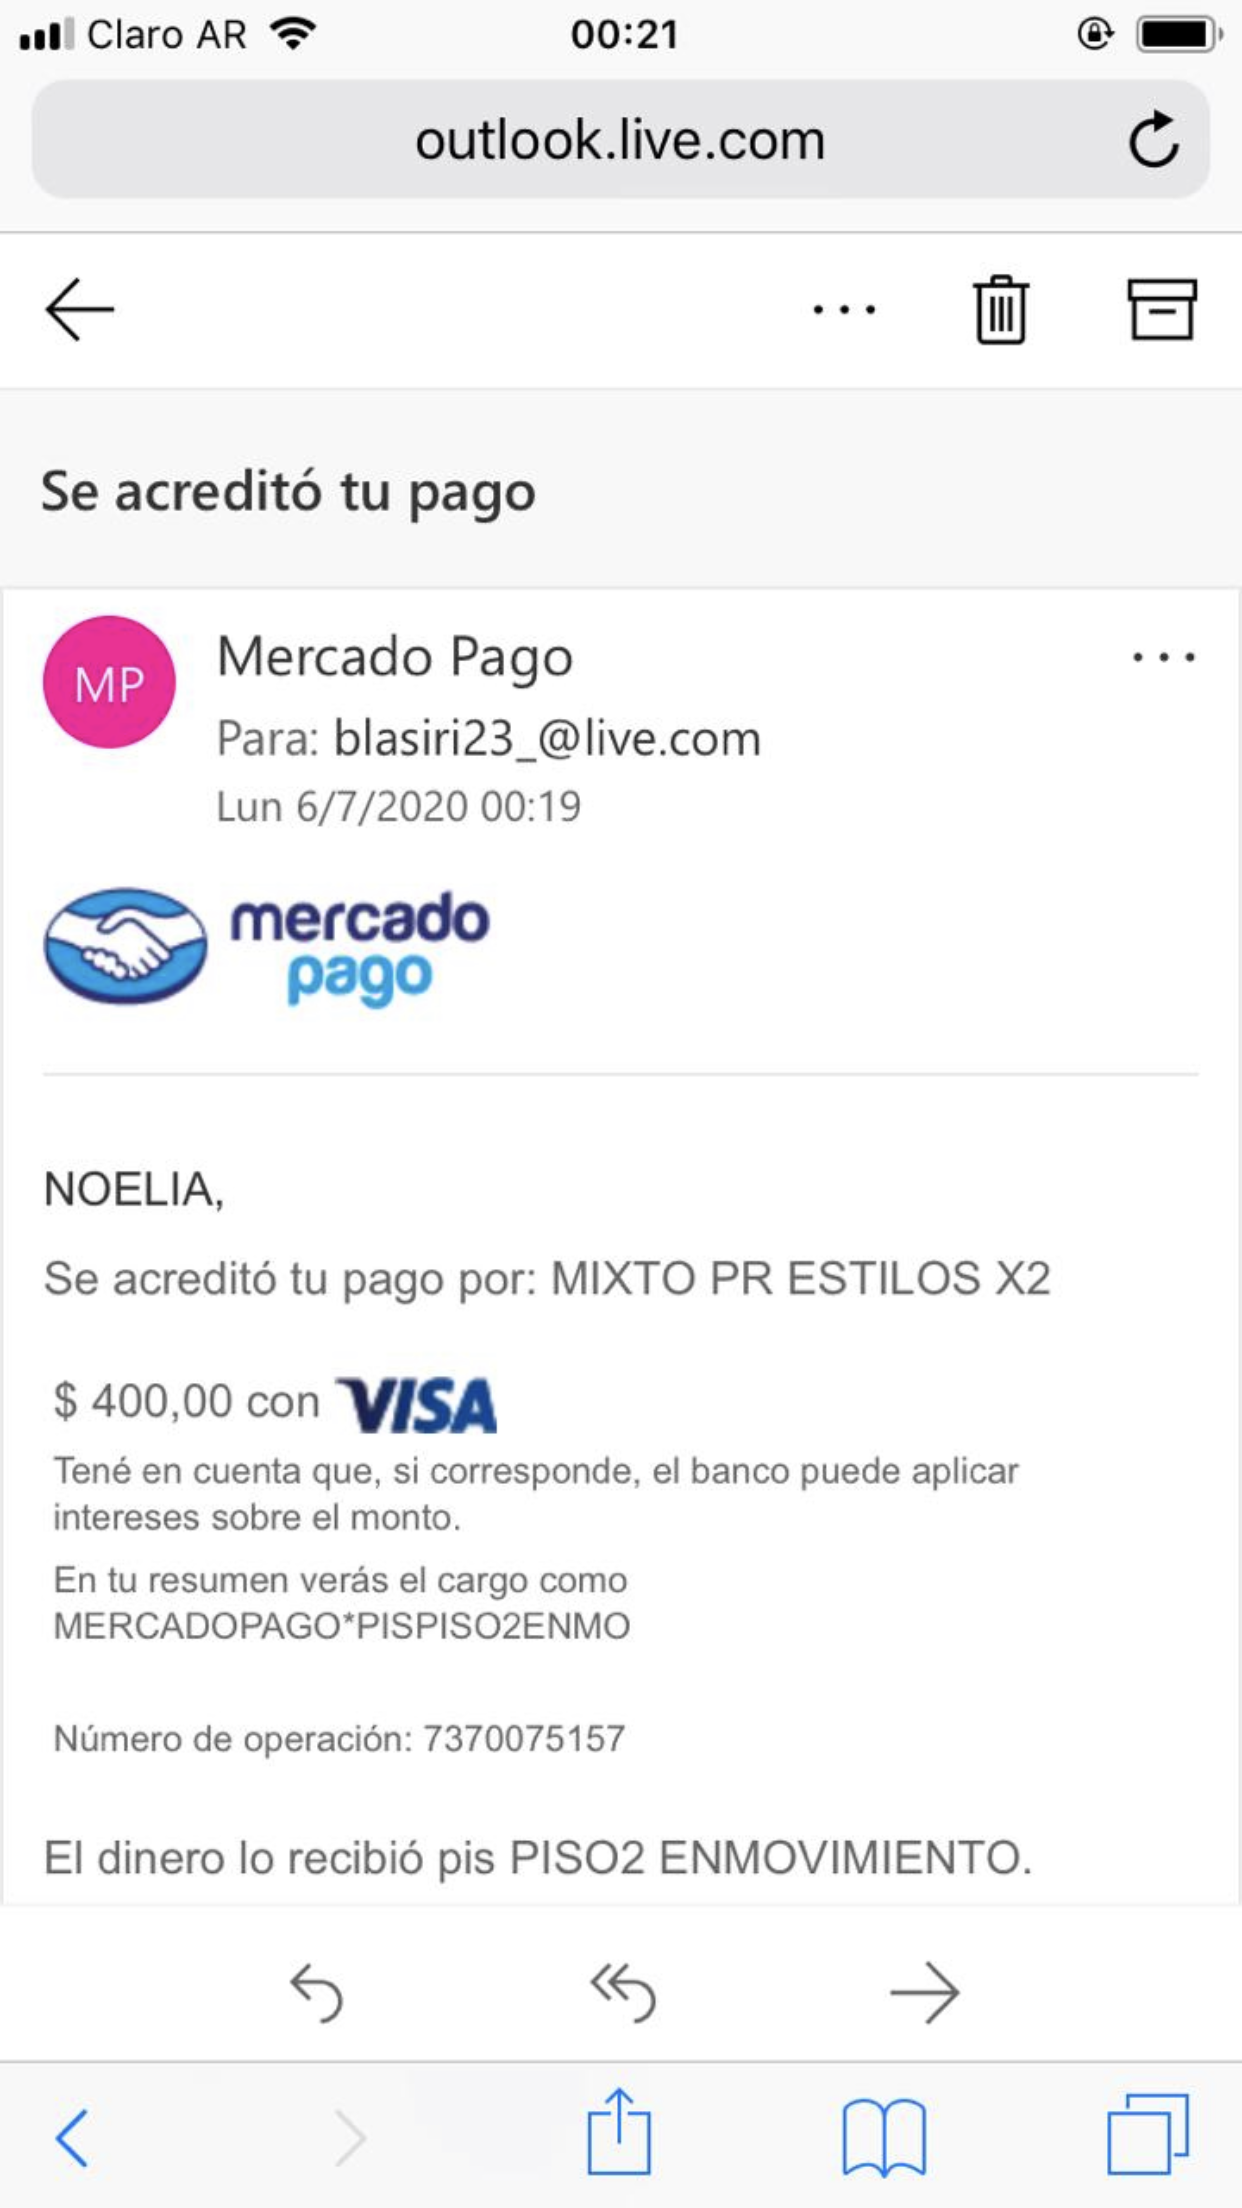 Claro AR
00:21
outlook.live.com
Se acreditó tu pago
MP
Mercado Pago
Para: blasiri23_@live.com
Lun 6/7/2020 00:19
mercado
pago
NOELIA,
Se acreditó tu pago por: MIXTO PR ESTILOS X2
$ 400,00 con VISA
Tené en cuenta que, si corresponde, el banco puede aplicar
intereses sobre el monto.
En tu resumen verás el cargo como
MERCADOPAGO*PISPISO2ENMO
Número de operación: 7370075157
El dinero lo recibió pis PISO2 ENMOVIMIENTO.